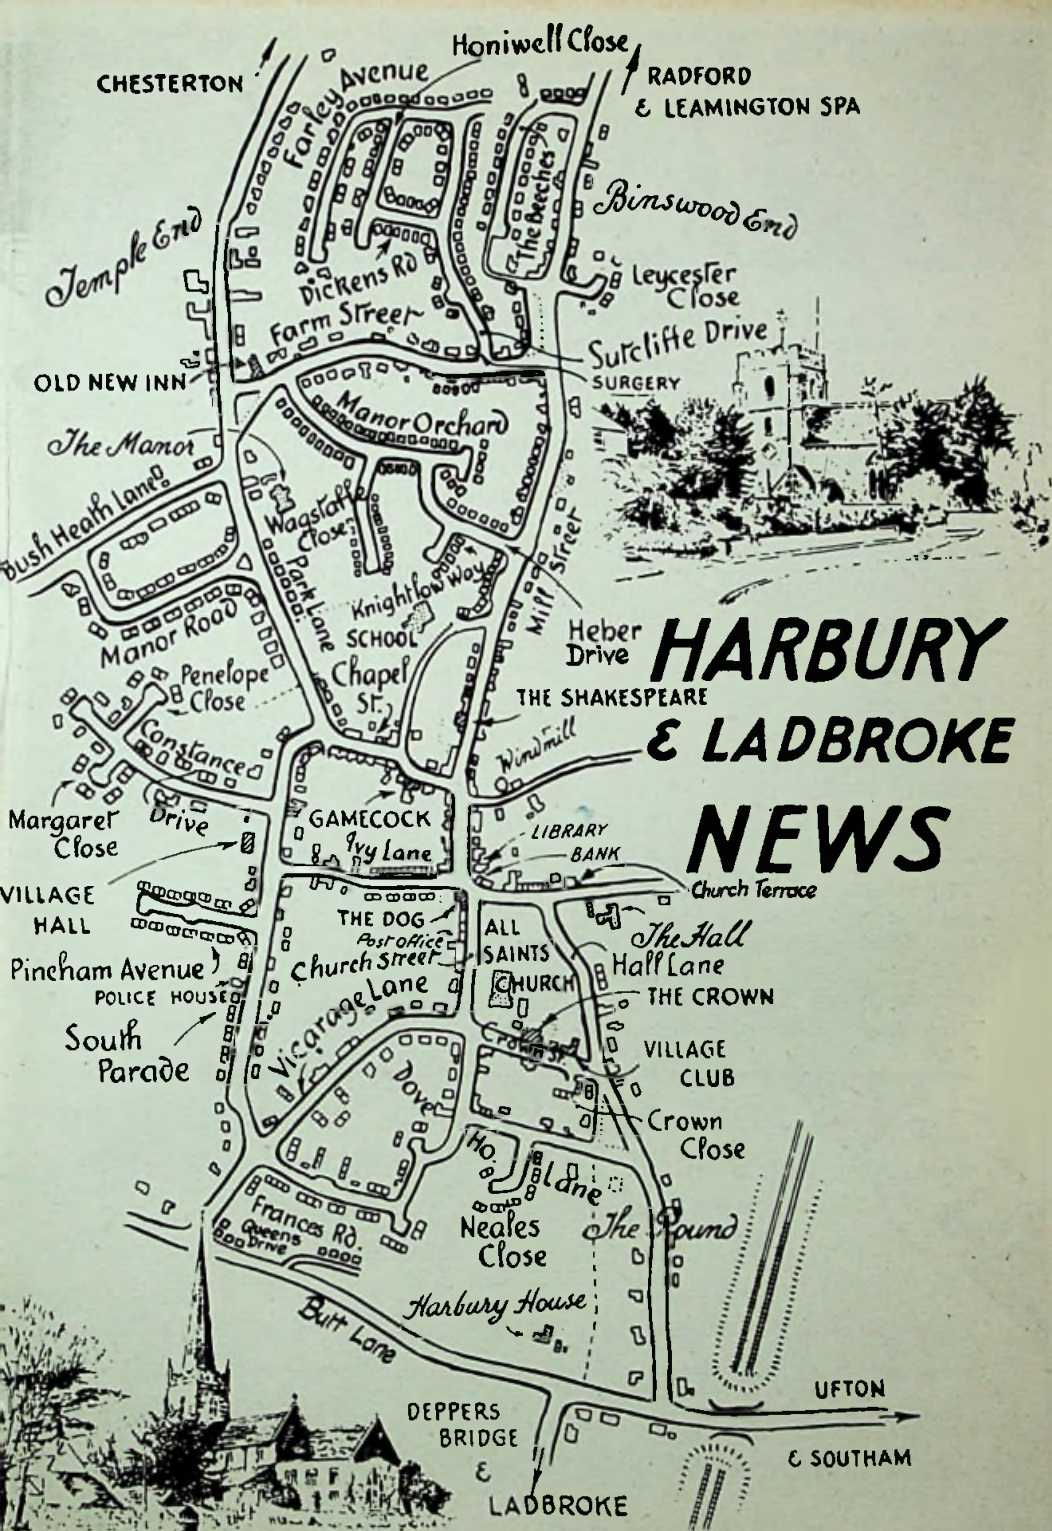 Honiwell Close
CHESTERTON
Farley Avenue
RADFORD
& LEAMINGTON SPA
The Beeches
Binswood End
Temple End
Dickens Rd
Leycester
Close
Farm Street
Sutcliffe Drive
OLD NEW INN
SURGERY
Manor Orchard
The Manor
Bush Heath Lane
Wagstaffe
Close
Park Lane
Knightlow Way
Mill Street
Manor Road
SCHOOL
Heber
Drive
HARBURY
& LADBROKE
NEWS
Penelope
Close
Chapel
St.
THE SHAKESPEARE
Constance
Drive
Windmill
Margaret
Close
GAMECOCK
Ivy Lane
LIBRARY
BANK
Church Terrace
VILLAGE
HALL
THE DOG
Post office
Church Street
ALL
SAINTS
CHURCH
The Hall
Hall Lane
Pincham Avenue
POLICE HOUSE
THE CROWN
Vicarage Lane
South
Parade
Crown St.
VILLAGE
CLUB
Dove
Crown
Close
Ho.
Lane
Frances Rd.
Queens
Drive
Neales
Close
The Pound
Harbury House
Butt Lane
UFTON
& SOUTHAM
DEPPERS
BRIDGE
&
LADBROKE